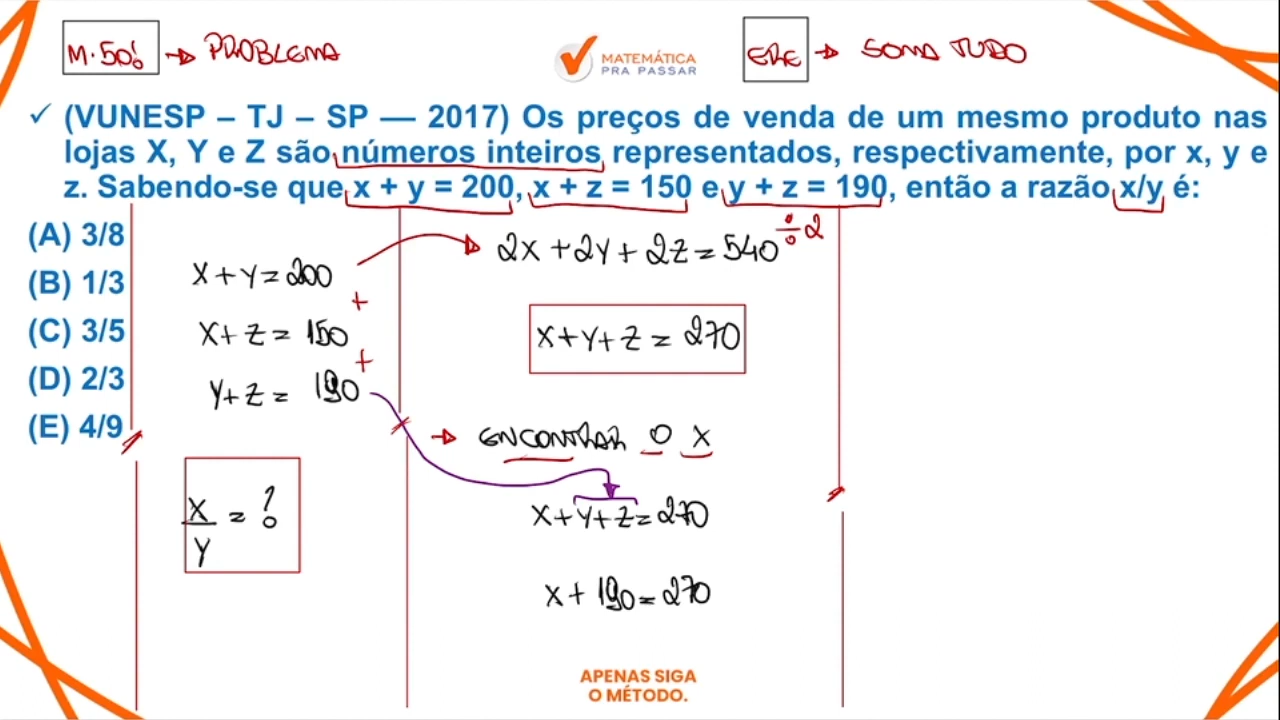 M.50! → PROBLEMA
MATEMÁTICA
PRA PASSAR
ERE → SOMA TUDO
✓ (VUNESP – TJ – SP — 2017) Os preços de venda de um mesmo produto nas
lojas X, Y e Z são números inteiros representados, respectivamente, por x, y e
z. Sabendo-se que x + y = 200, x + z = 150 e y + z = 190, então a razão x/y é:
(A) 3/8
(B) 1/3
(C) 3/5
(D) 2/3
(E) 4/9
X+Y=200
+
X+Z=150
+
Y+Z=190
X/Y = ?
2X+2Y+2Z=540 ÷2
X+Y+Z=270
→ ENCONTRAR O X
X+Y+Z=270
X+190=270
APENAS SIGA
O MÉTODO.